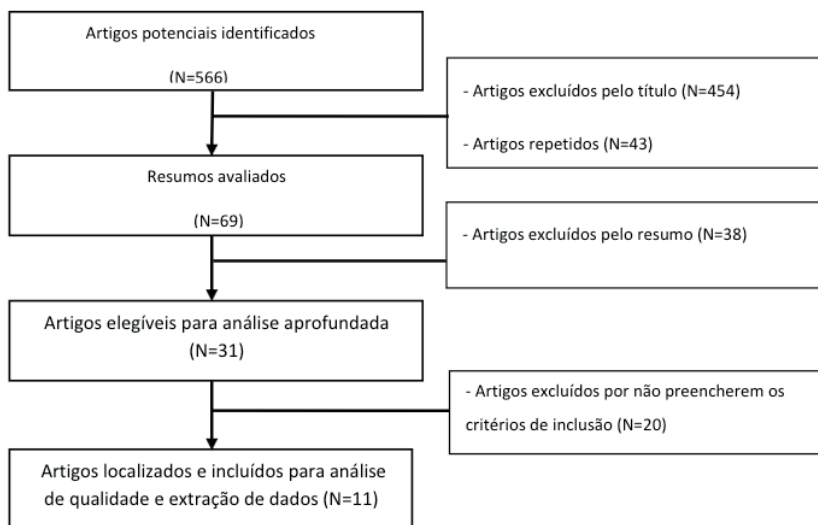 Artigos potenciais identificados
(N=566)
- Artigos excluídos pelo título (N=454)
- Artigos repetidos (N=43)
Resumos avaliados
(N=69)
- Artigos excluídos pelo resumo (N=38)
Artigos elegíveis para análise aprofundada
(N=31)
- Artigos excluídos por não preencherem os
critérios de inclusão (N=20)
Artigos localizados e incluídos para análise
de qualidade e extração de dados (N=11)